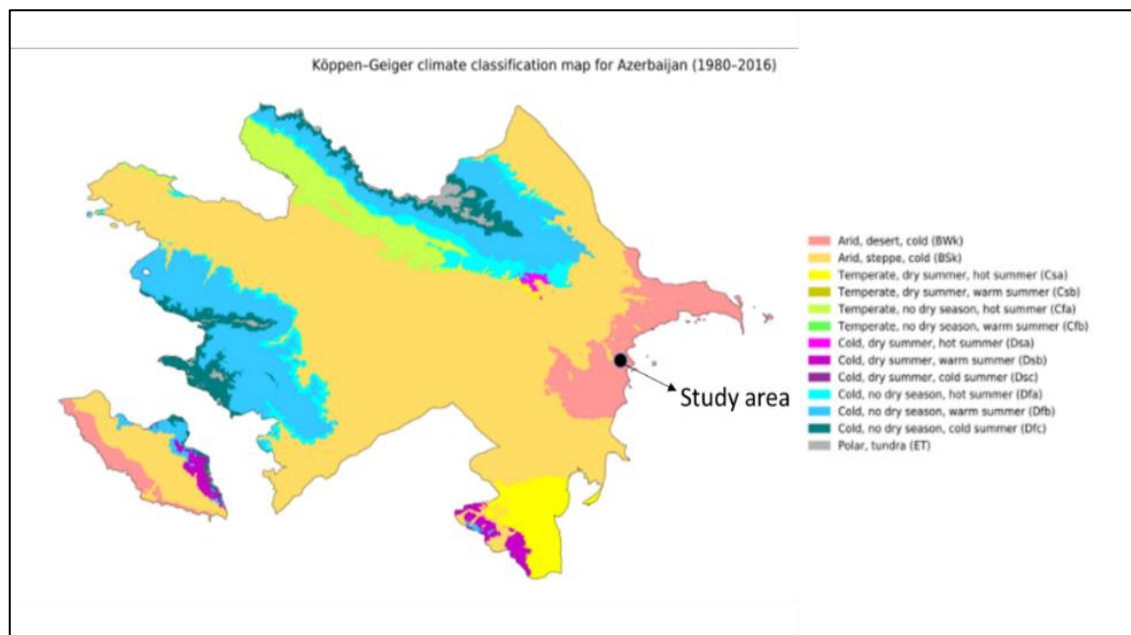 Köppen–Geiger climate classification map for Azerbaijan (1980–2016)
Arid, desert, cold (BWk)
Arid, steppe, cold (BSk)
Temperate, dry summer, hot summer (Csa)
Temperate, dry summer, warm summer (Csb)
Temperate, no dry season, hot summer (Cfa)
Temperate, no dry season, warm summer (Cfb)
Cold, dry summer, hot summer (Dsa)
Cold, dry summer, warm summer (Dsb)
Cold, dry summer, cold summer (Dsc)
Cold, no dry season, hot summer (Dfa)
Cold, no dry season, warm summer (Dfb)
Cold, no dry season, cold summer (Dfc)
Polar, tundra (ET)
Study area